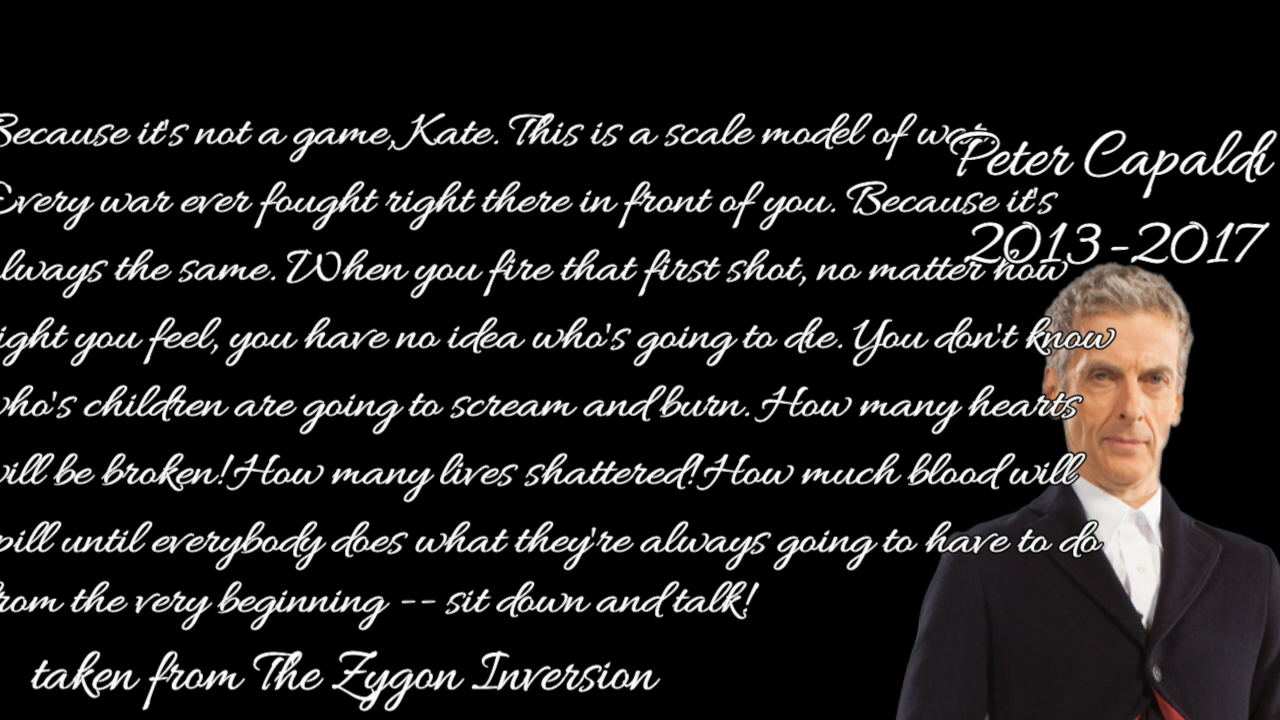 Because it's not a game, Kate. This is a scale model of war.
Peter Capaldi
Every war ever fought right there in front of you. Because it's
2013-2017
lways the same. When you fire that first shot, no matter how
ight you feel, you have no idea who's going to die. You don't know
who's children are going to scream and burn. How many hearts
will be broken! How many lives shattered! How much blood will
pill until everybody does what they're always going to have to do
rom the very beginning -- sit down and talk!
taken from The Zygon Inversion